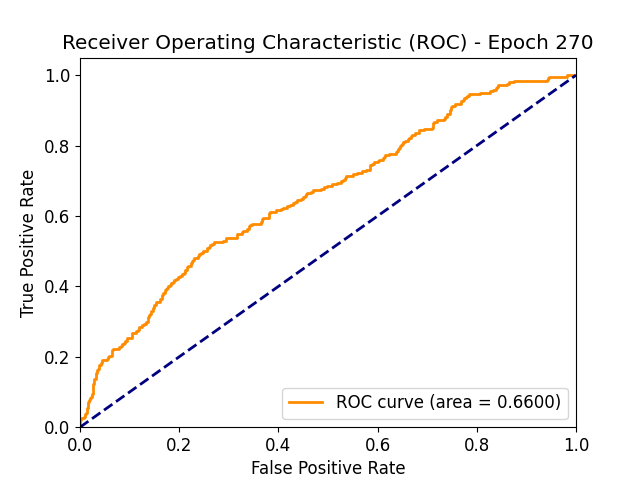 Receiver Operating Characteristic (ROC) - Epoch 270
True Positive Rate
1.0
0.8
0.6
0.4
0.2
0.0
ROC curve (area = 0.6600)
0.0 0.2 0.4 0.6 0.8 1.0
False Positive Rate